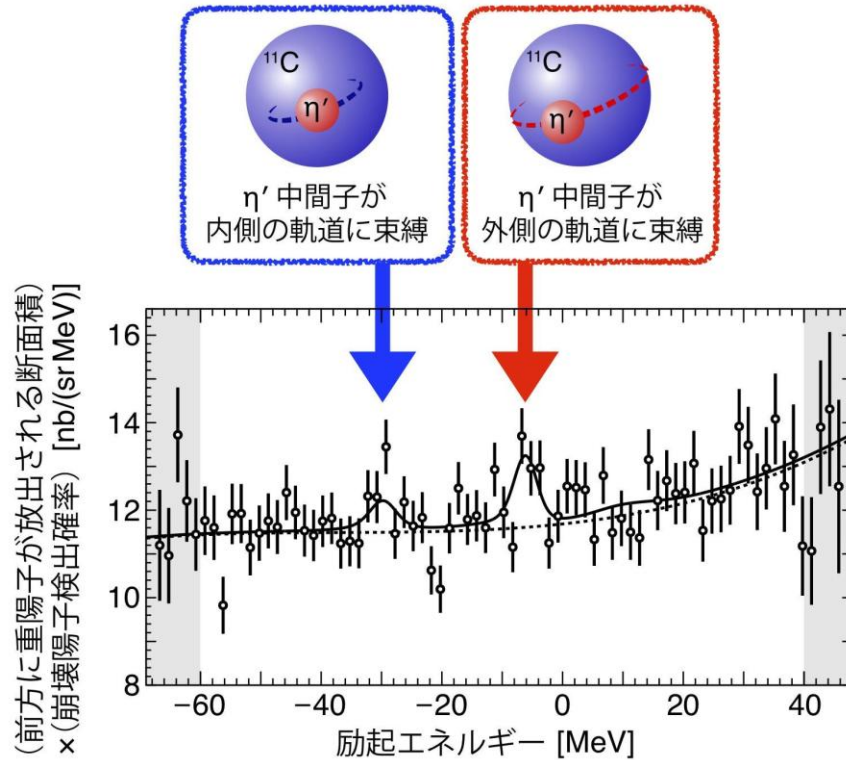 ¹¹C
η′
η′ 中間子が
内側の軌道に束縛
¹¹C
η′
η′ 中間子が
外側の軌道に束縛
(前方に重陽子が放出される断面積)
×(崩壊陽子検出確率) [nb/(sr MeV)]
16
14
12
10
8
−60
−40
−20
0
20
40
励起エネルギー [MeV]